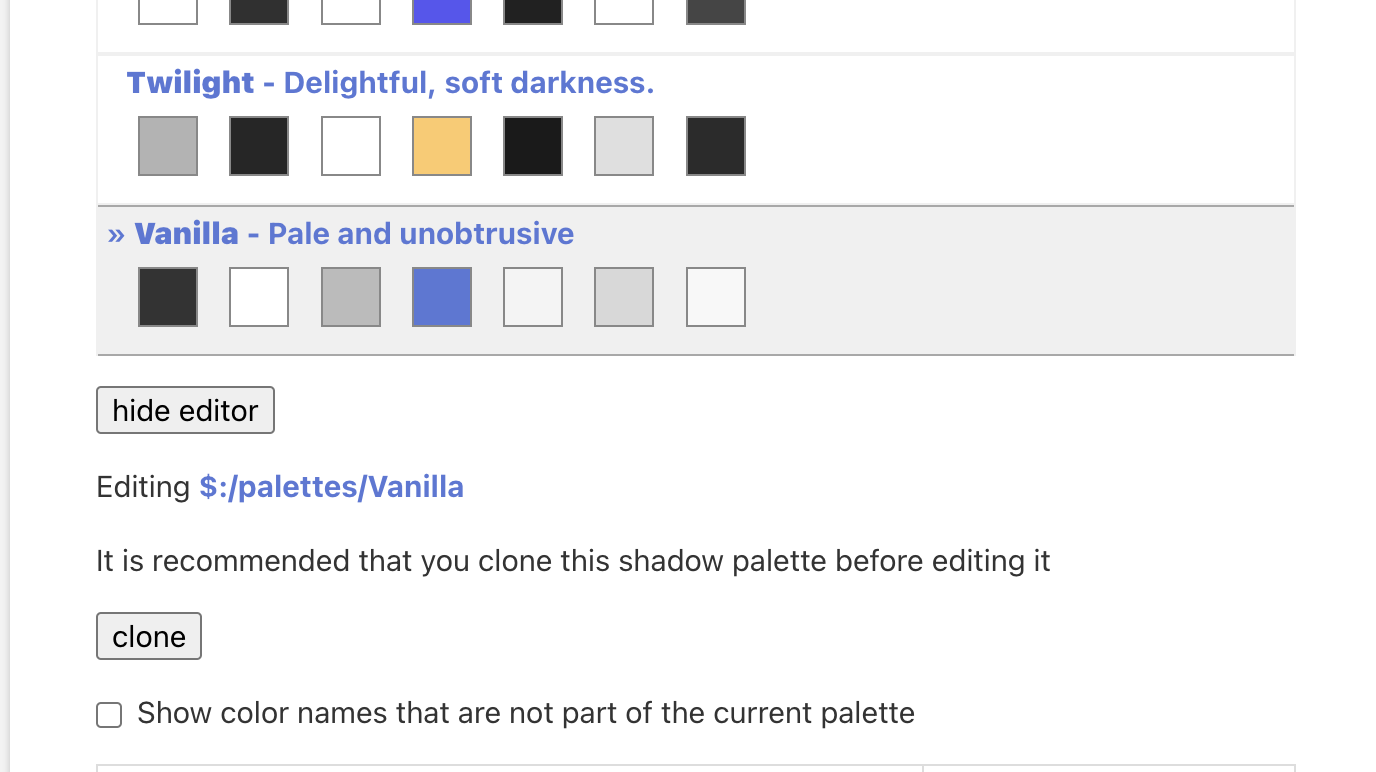 Twilight - Delightful, soft darkness.
» Vanilla - Pale and unobtrusive
hide editor
Editing $:/palettes/Vanilla
It is recommended that you clone this shadow palette before editing it
clone
Show color names that are not part of the current palette